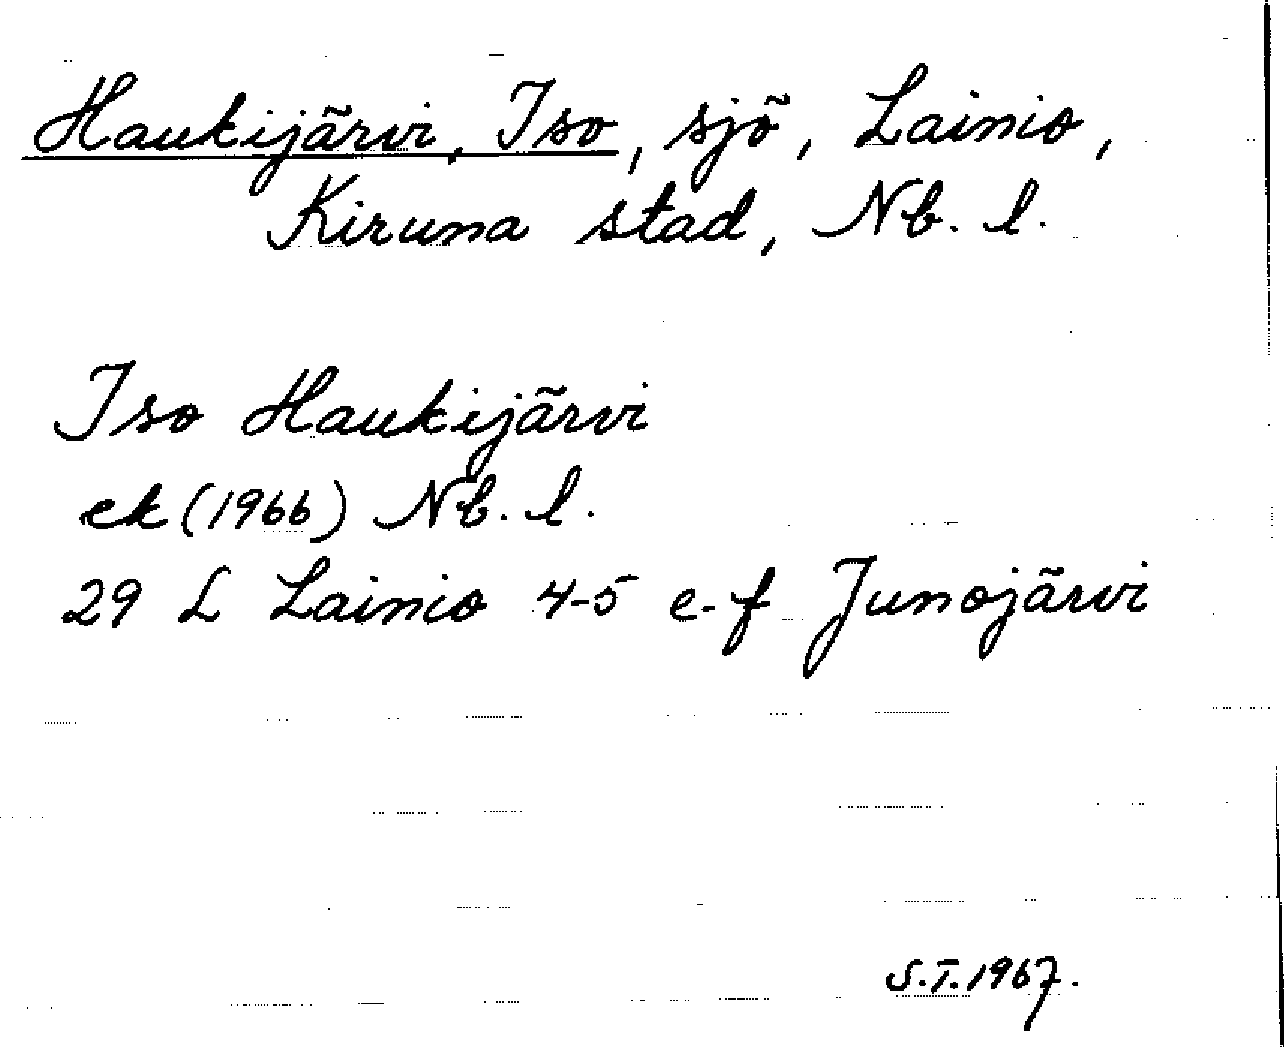 Haukijärvi, Iso, sjö, Lainio,
Kiruna stad, Nb. l.
Iso Haukijärvi
ek (1966) Nb. l.
29 L Lainio 4-5 e-f Junojärvi
S.T. 1967.